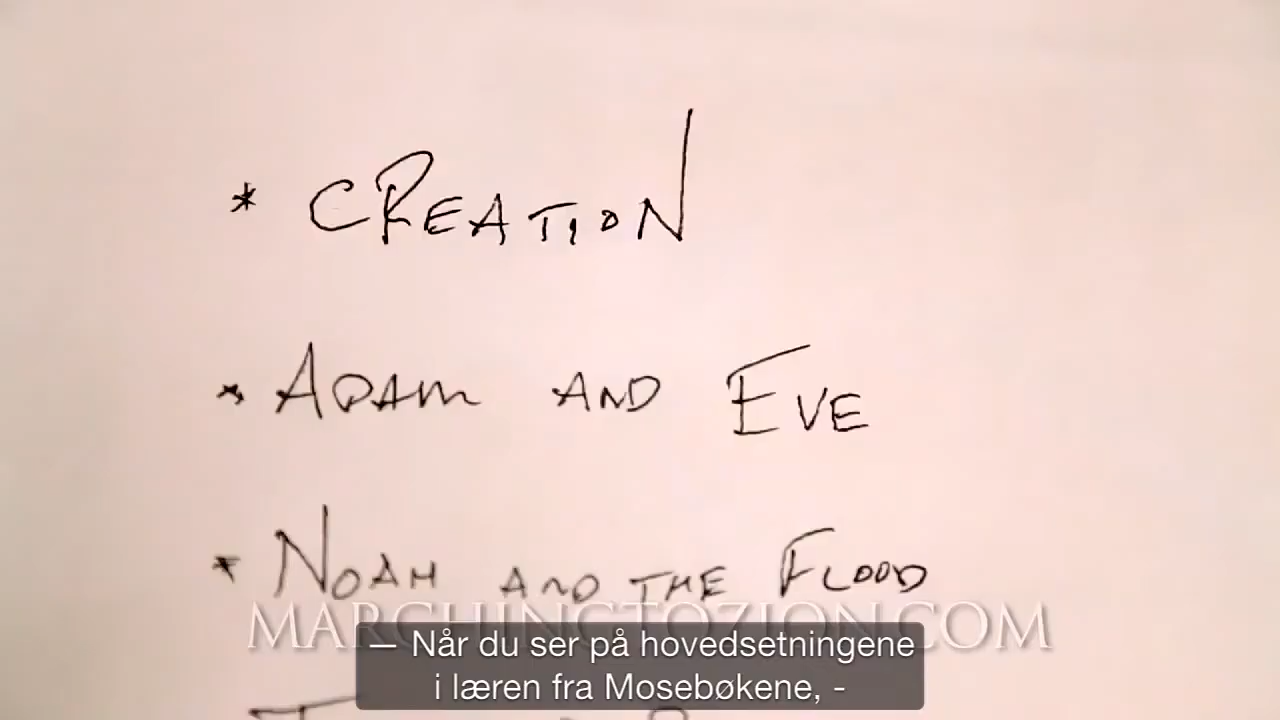 * CREATION
* ADAM AND EVE
* NOAH AND THE FLOOD
MARCHINGTOZION.COM
— Når du ser på hovedsetningene
i læren fra Mosebøkene, -